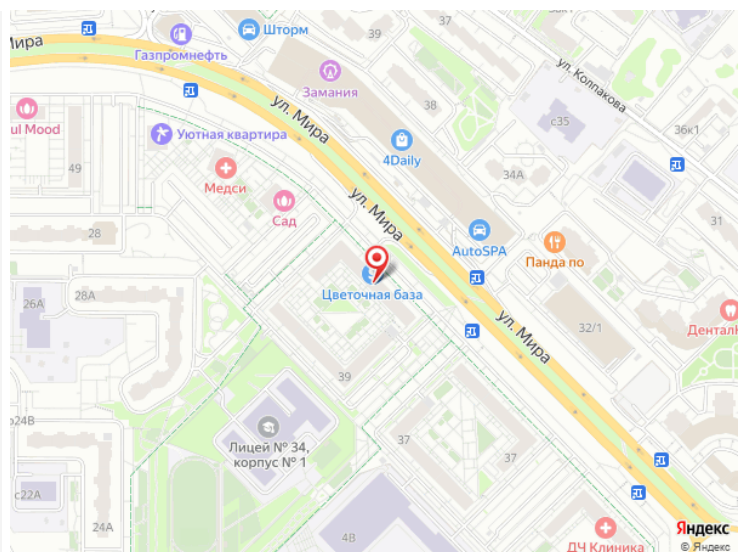 Мира
Газпромнефть
Шторм
39
37
38к1
Замания
ул. Колпакова
ul Mood
Уютная квартира
ул. Мира
38
с35
36к1
4Daily
49
Медси
34А
Сад
ул. Мира
31
28
AutoSPA
Панда по
Цветочная база
26А
28А
ул. Мира
32/1
39
24В
Лицей № 34,
корпус № 1
37
37
с22А
24А
4В
ДЧ Клиника
Яндекс
© Яндекс